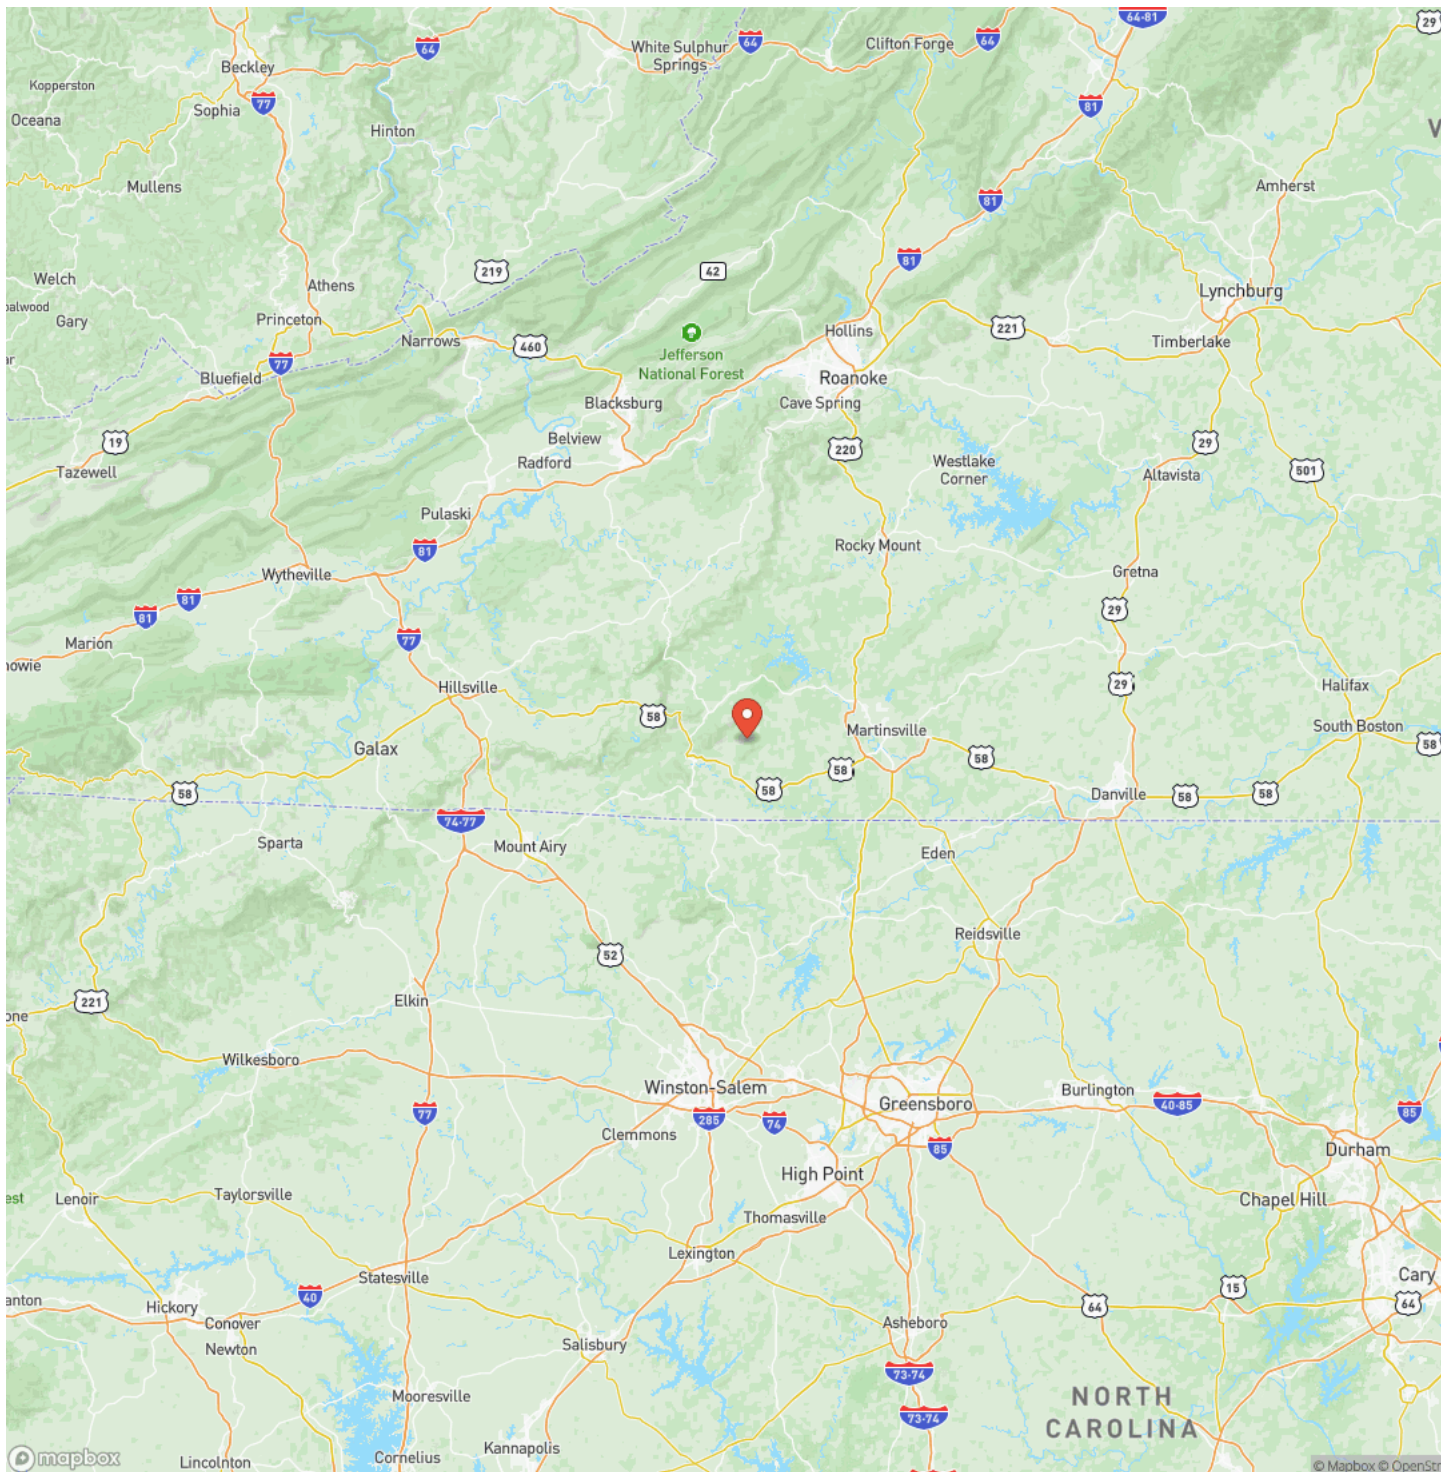 64-81
29
64
White Sulphur
Springs
64
Clifton Forge
64
Beckley
Kopperston
77
Sophia
81
Oceana
Hinton
V
Mullens
Amherst
81
81
219
42
Welch
Athens
Lynchburg
oalwood
Gary
Princeton
221
Hollins
Narrows
460
Timberlake
Jefferson
National Forest
ar
77
Bluefield
Roanoke
Blacksburg
Cave Spring
19
Belview
29
220
Radford
Westlake
Corner
501
Tazewell
Altavista
Pulaski
81
Rocky Mount
Wytheville
Gretna
81
81
29
Marion
77
nowie
Hillsville
29
Halifax
58
South Boston
Martinsville
58
Galax
58
58
58
58
Danville
58
58
58
74-77
Sparta
Mount Airy
Eden
Reidsville
52
221
Elkin
one
Wilkesboro
Winston-Salem
Burlington
Greensboro
40-85
77
285
74
85
Clemmons
85
Durham
High Point
est
Lenoir
Taylorsville
Chapel Hill
Thomasville
Lexington
Statesville
Cary
40
15
Hickory
64
64
anton
Conover
Asheboro
Newton
Salisbury
73-74
Mooresville
NORTH
CAROLINA
73-74
Kannapolis
mapbox
Lincolnton
Cornelius
© Mapbox © OpenStr